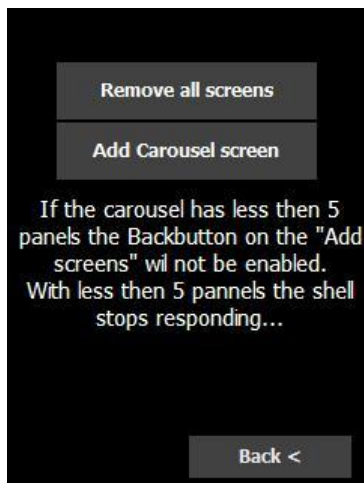 Remove all screens
Add Carousel screen
If the carousel has less then 5
panels the Backbutton on the "Add
screens" wil not be enabled.
With less then 5 pannels the shell
stops responding...
Back <